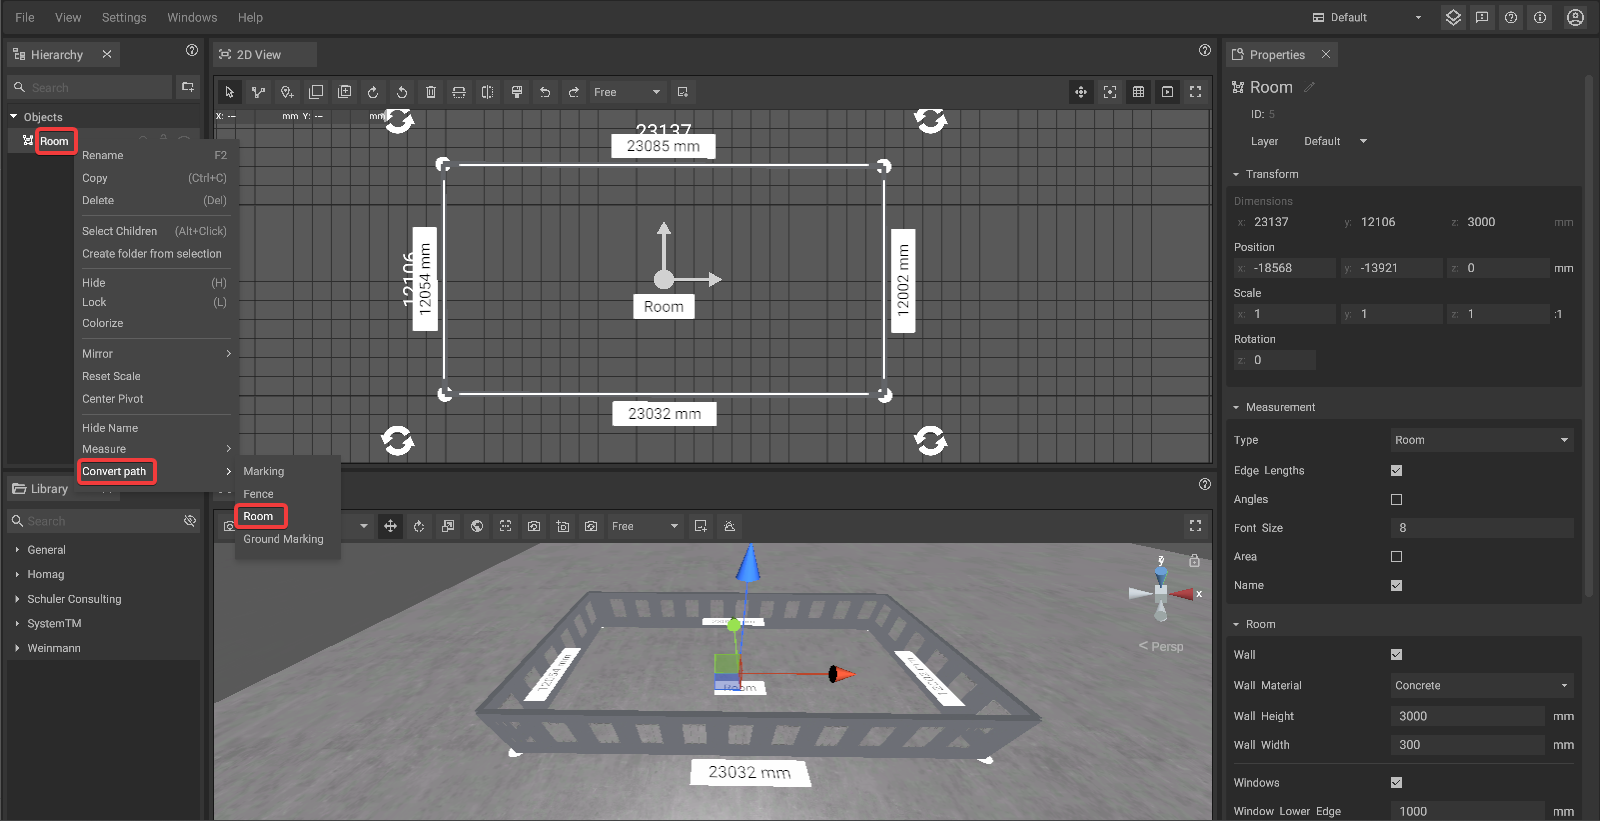 File View Settings Windows Help Default
Hierarchy
Search
Objects
Room
Rename F2
Copy (Ctrl+C)
Delete (Del)
Select Children (Alt+Click)
Create folder from selection
Hide (H)
Lock (L)
Colorize
Mirror
Reset Scale
Center Pivot
Hide Name
Measure
Convert path
Marking
Fence
Room
Ground Marking
Library
Search
General
Homag
Schuler Consulting
SystemTM
Weinmann
2D View
Free
X: --- mm Y: --- mm
23137
23085 mm
12106
12054 mm
12002 mm
Room
23032 mm
Free
y
x
< Persp
12054 mm
Room
23032 mm
Properties
Room
ID: 5
Layer Default
Transform
Dimensions
x: 23137 y: 12106 z: 3000 mm
Position
x: -18568 y: -13921 z: 0 mm
Scale
x: 1 y: 1 z: 1 :1
Rotation
z: 0
Measurement
Type Room
Edge Lengths
Angles
Font Size 8
Area
Name
Room
Wall
Wall Material Concrete
Wall Height 3000 mm
Wall Width 300 mm
Windows
Window Lower Edge 1000 mm